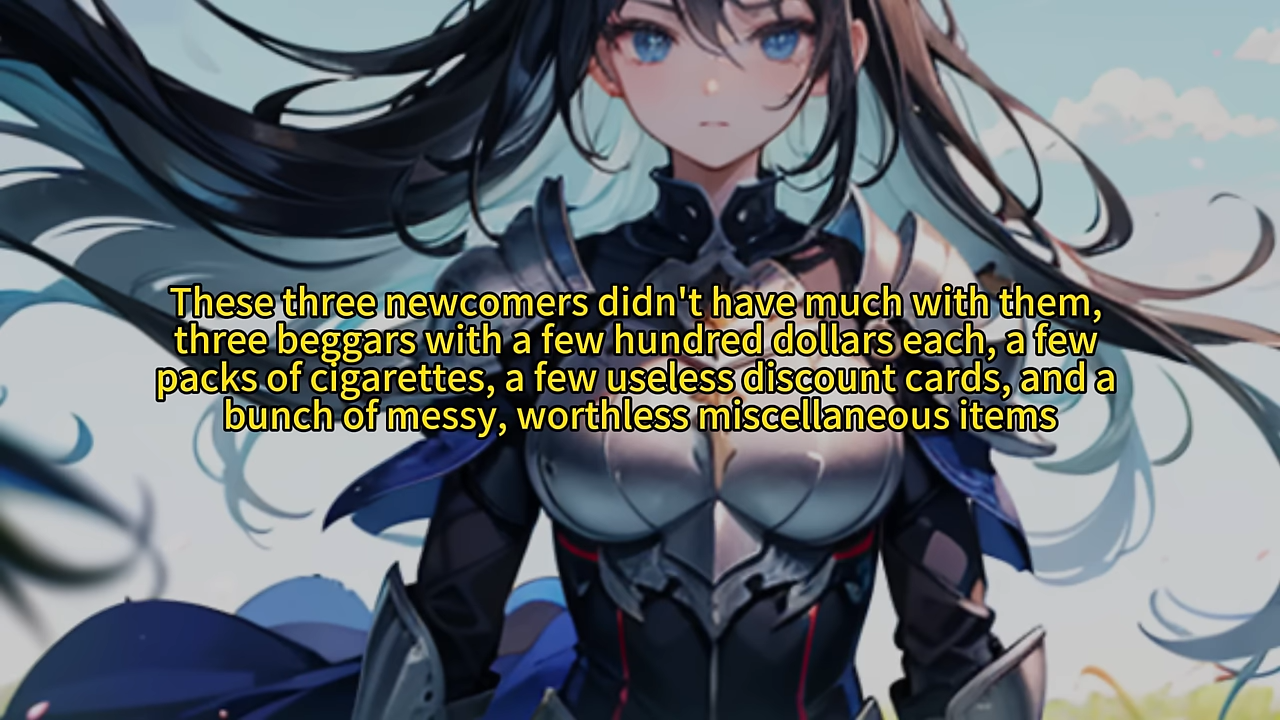 These three newcomers didn't have much with them,
three beggars with a few hundred dollars each, a few
packs of cigarettes, a few useless discount cards, and a
bunch of messy, worthless miscellaneous items